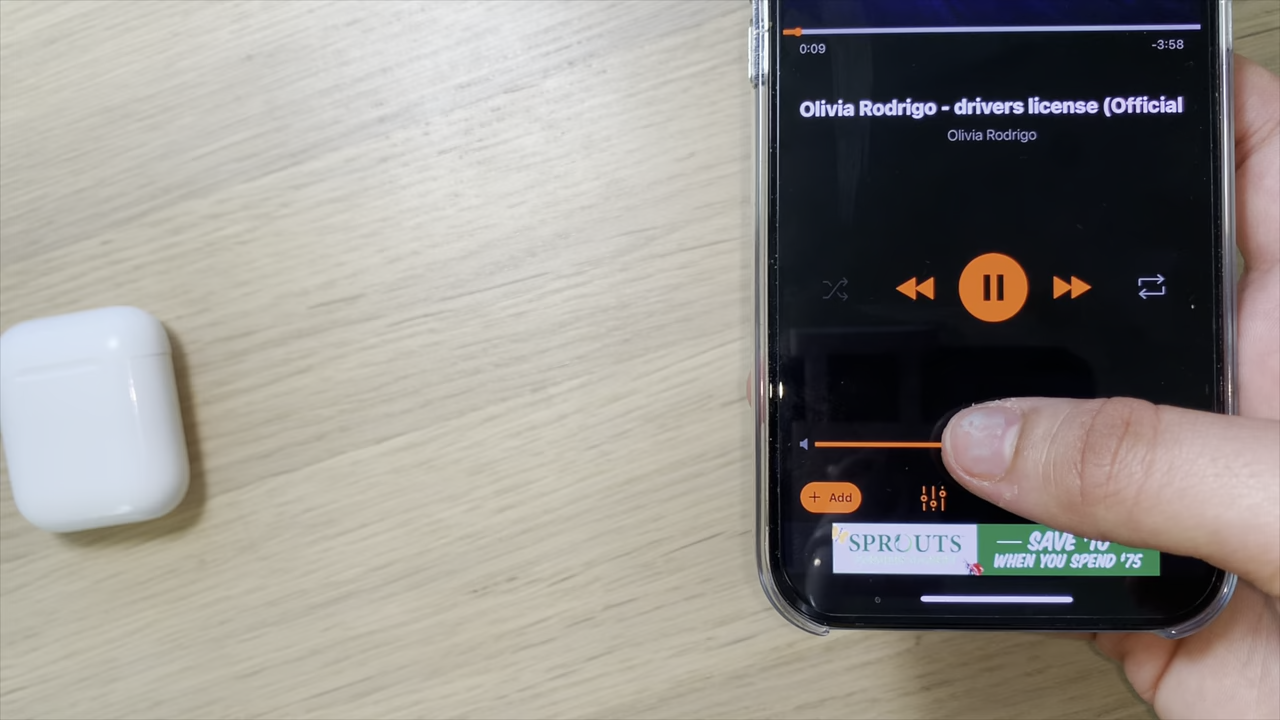 0:09
-3:58
Olivia Rodrigo - drivers license (Official
Olivia Rodrigo
+ Add
SPROUTS
SAVE
WHEN YOU SPEND $75